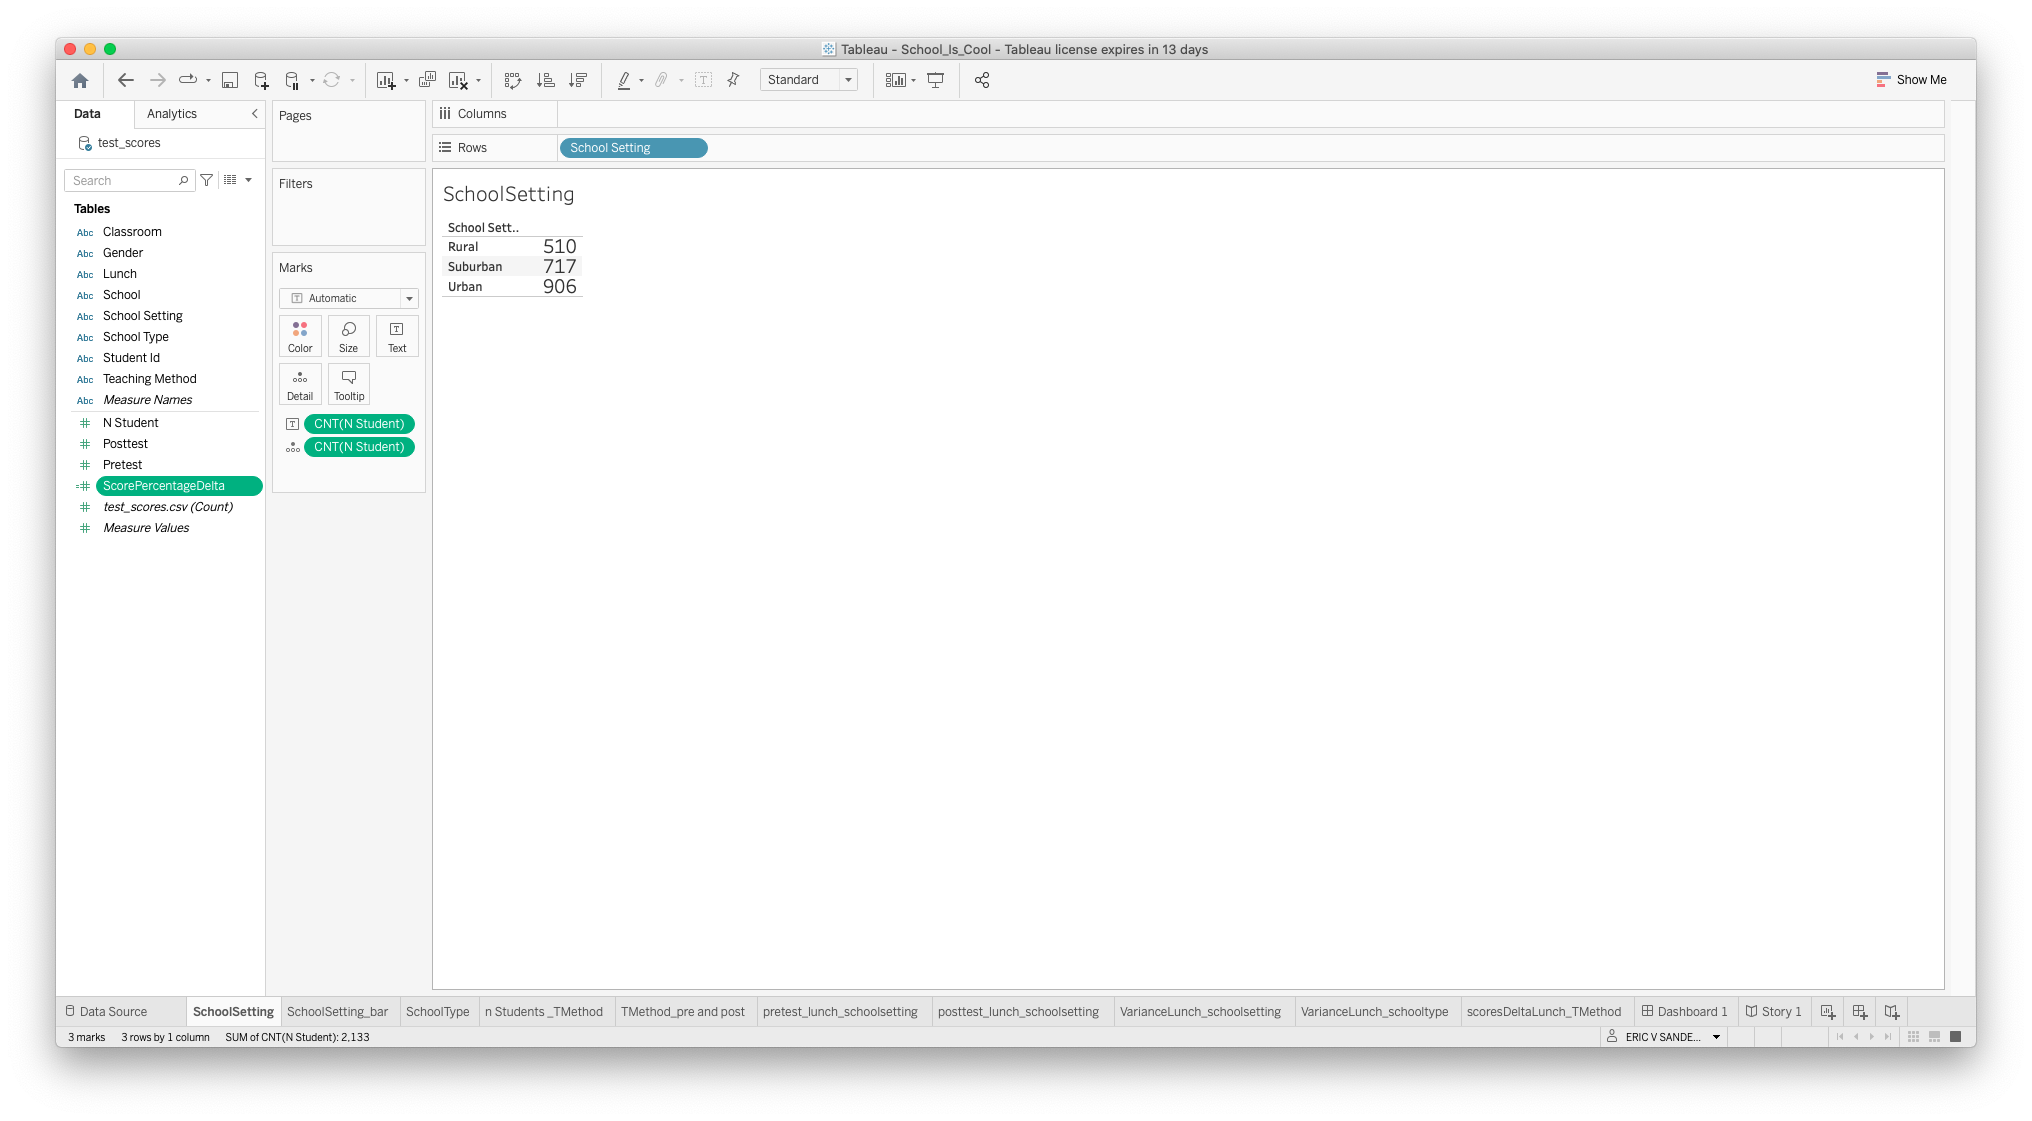 Tableau - School_Is_Cool - Tableau license expires in 13 days
Standard
Show Me
Data
Analytics
test_scores
Search
Tables
Abc Classroom
Abc Gender
Abc Lunch
Abc School
Abc School Setting
Abc School Type
Abc Student Id
Abc Teaching Method
Abc Measure Names
N Student
Posttest
Pretest
ScorePercentageDelta
test_scores.csv (Count)
Measure Values
Pages
Filters
Marks
Automatic
Color Size Text
Detail Tooltip
CNT(N Student)
CNT(N Student)
Columns
Rows School Setting
SchoolSetting
School Sett..
Rural 510
Suburban 717
Urban 906
Data Source SchoolSetting SchoolSetting_bar SchoolType n Students _TMethod TMethod_pre and post pretest_lunch_schoolsetting posttest_lunch_schoolsetting VarianceLunch_schoolsetting VarianceLunch_schooltype scoresDeltaLunch_TMethod Dashboard 1 Story 1
3 marks 3 rows by 1 column SUM of CNT(N Student): 2,133 ERIC V SANDE...